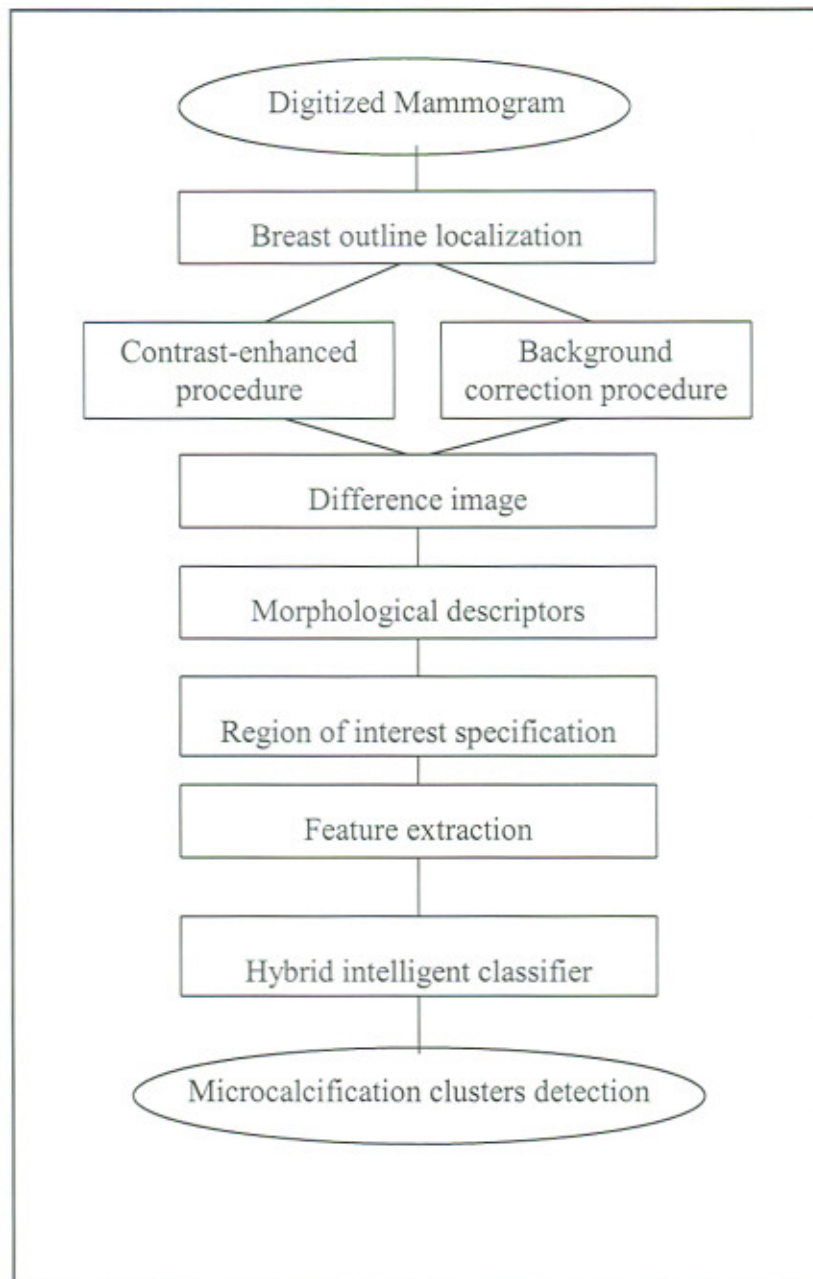 Digitized Mammogram
Breast outline localization
Contrast-enhanced
procedure
Background
correction procedure
Difference image
Morphological descriptors
Region of interest specification
Feature extraction
Hybrid intelligent classifier
Microcalcification clusters detection